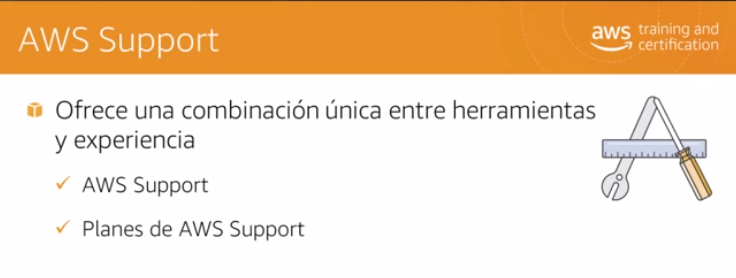 AWS Support
aws training and
certification
Ofrece una combinación única entre herramientas
y experiencia
AWS Support
Planes de AWS Support